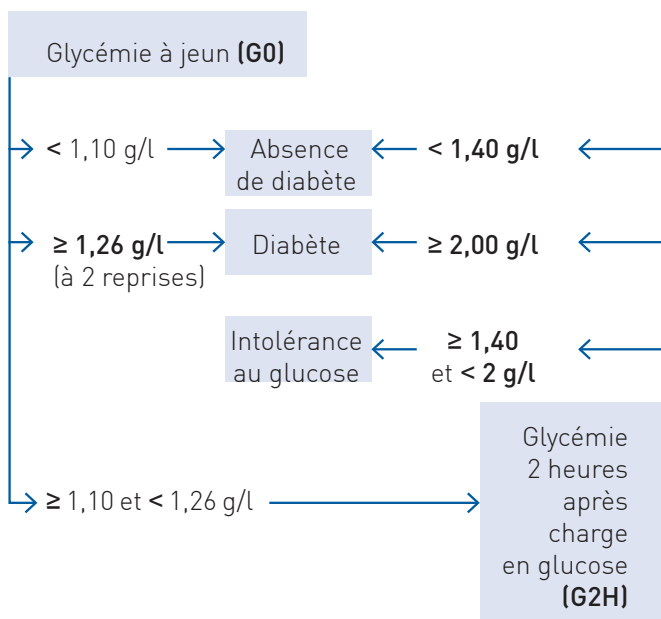 Glycémie à jeun (G0)
< 1,10 g/l
Absence
de diabète
< 1,40 g/l
≥ 1,26 g/l
(à 2 reprises)
Diabète
≥ 2,00 g/l
Intolérance
au glucose
≥ 1,40
et < 2 g/l
≥ 1,10 et < 1,26 g/l
Glycémie
2 heures
après
charge
en glucose
(G2H)